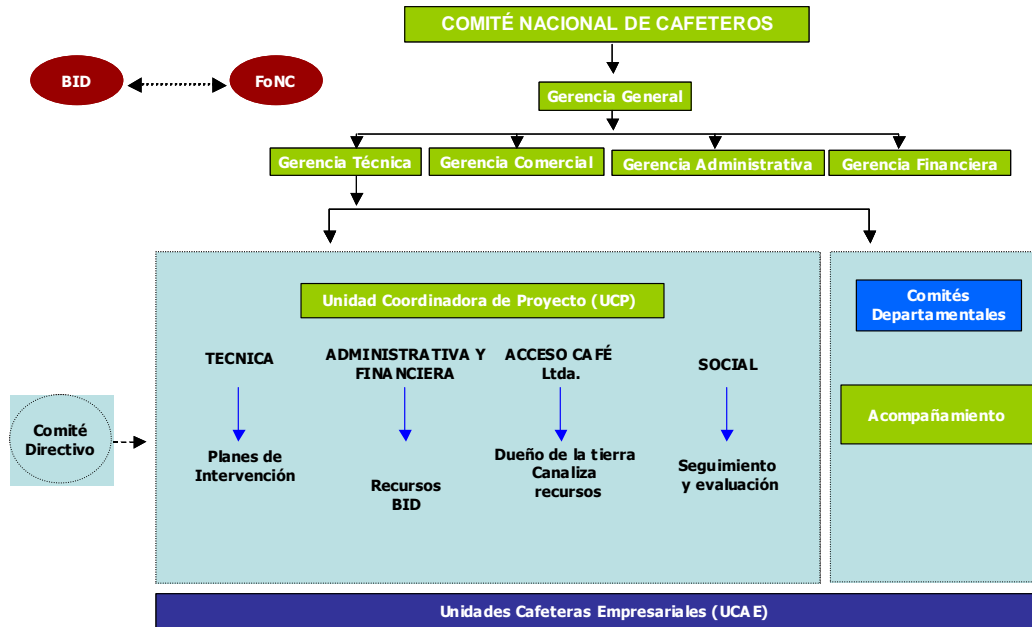 COMITÉ NACIONAL DE CAFETEROS
BID
FoNC
Gerencia General
Gerencia Técnica
Gerencia Comercial
Gerencia Administrativa
Gerencia Financiera
Unidad Coordinadora de Proyecto (UCP)
Comités
Departamentales
TECNICA
ADMINISTRATIVA Y
FINANCIERA
ACCESO CAFÉ
Ltda.
SOCIAL
Acompañamiento
Comité
Directivo
Planes de
Intervención
Recursos
BID
Dueño de la tierra
Canaliza
recursos
Seguimiento
y evaluación
Unidades Cafeteras Empresariales (UCAE)